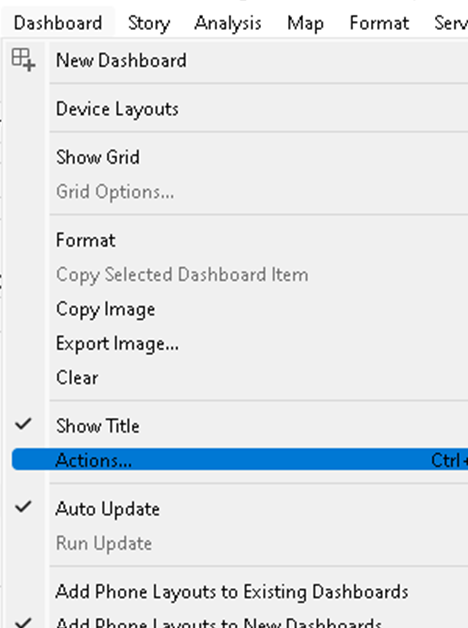 Dashboard Story Analysis Map Format Serv
New Dashboard
Device Layouts
Show Grid
Grid Options...
Format
Copy Selected Dashboard Item
Copy Image
Export Image...
Clear
Show Title
Actions... Ctrl+
Auto Update
Run Update
Add Phone Layouts to Existing Dashboards
Add Phone Layouts to New Dashboards